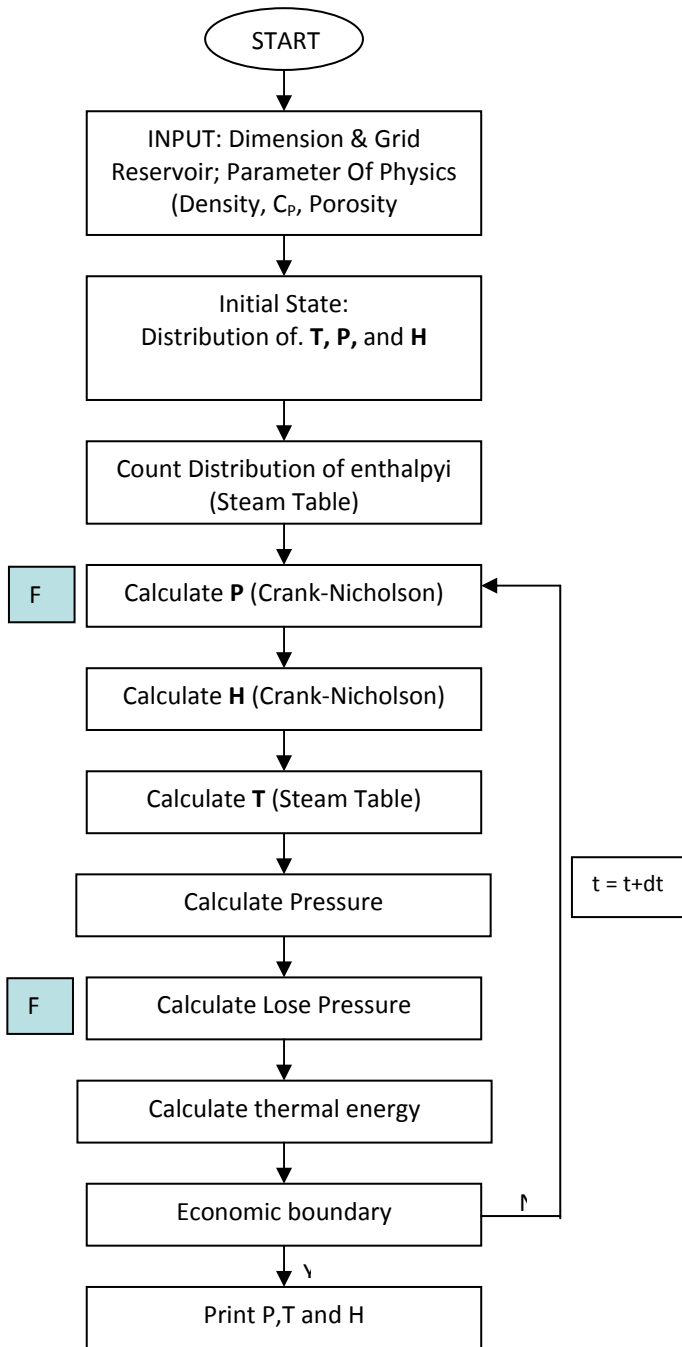 START
INPUT: Dimension & Grid
Reservoir; Parameter Of Physics
(Density, CP, Porosity
Initial State:
Distribution of. T, P, and H
Count Distribution of enthalpyi
(Steam Table)
F
Calculate P (Crank-Nicholson)
Calculate H (Crank-Nicholson)
Calculate T (Steam Table)
t = t+dt
Calculate Pressure
F
Calculate Lose Pressure
Calculate thermal energy
Economic boundary
Print P,T and H